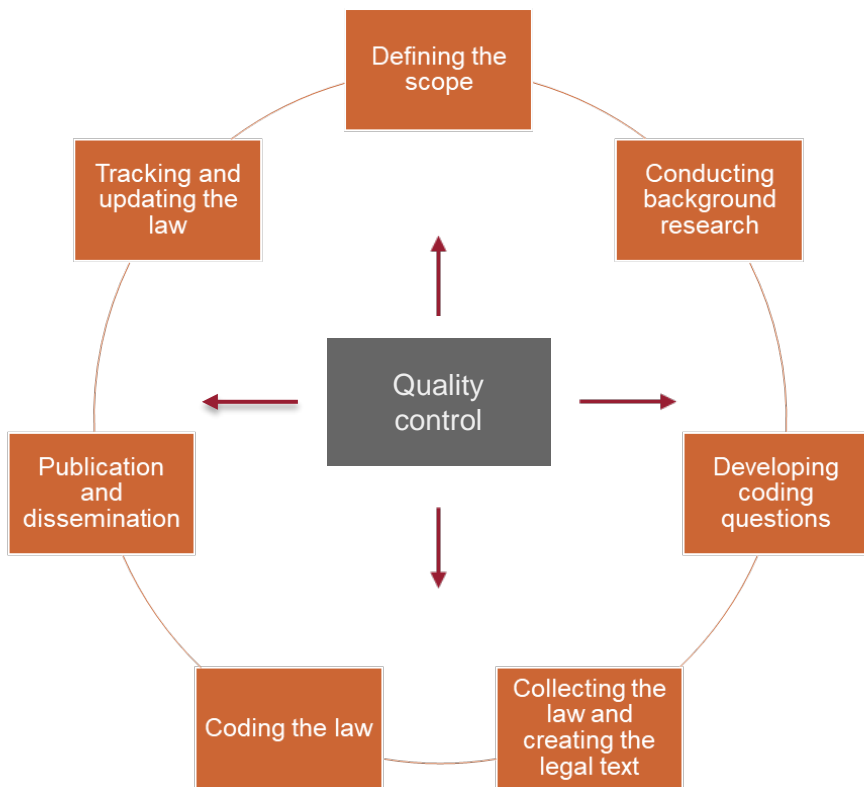 Defining the
scope
Conducting
background
research
Developing
coding
questions
Collecting the
law and
creating the
legal text
Coding the law
Publication
and
dissemination
Tracking and
updating the
law
Quality
control